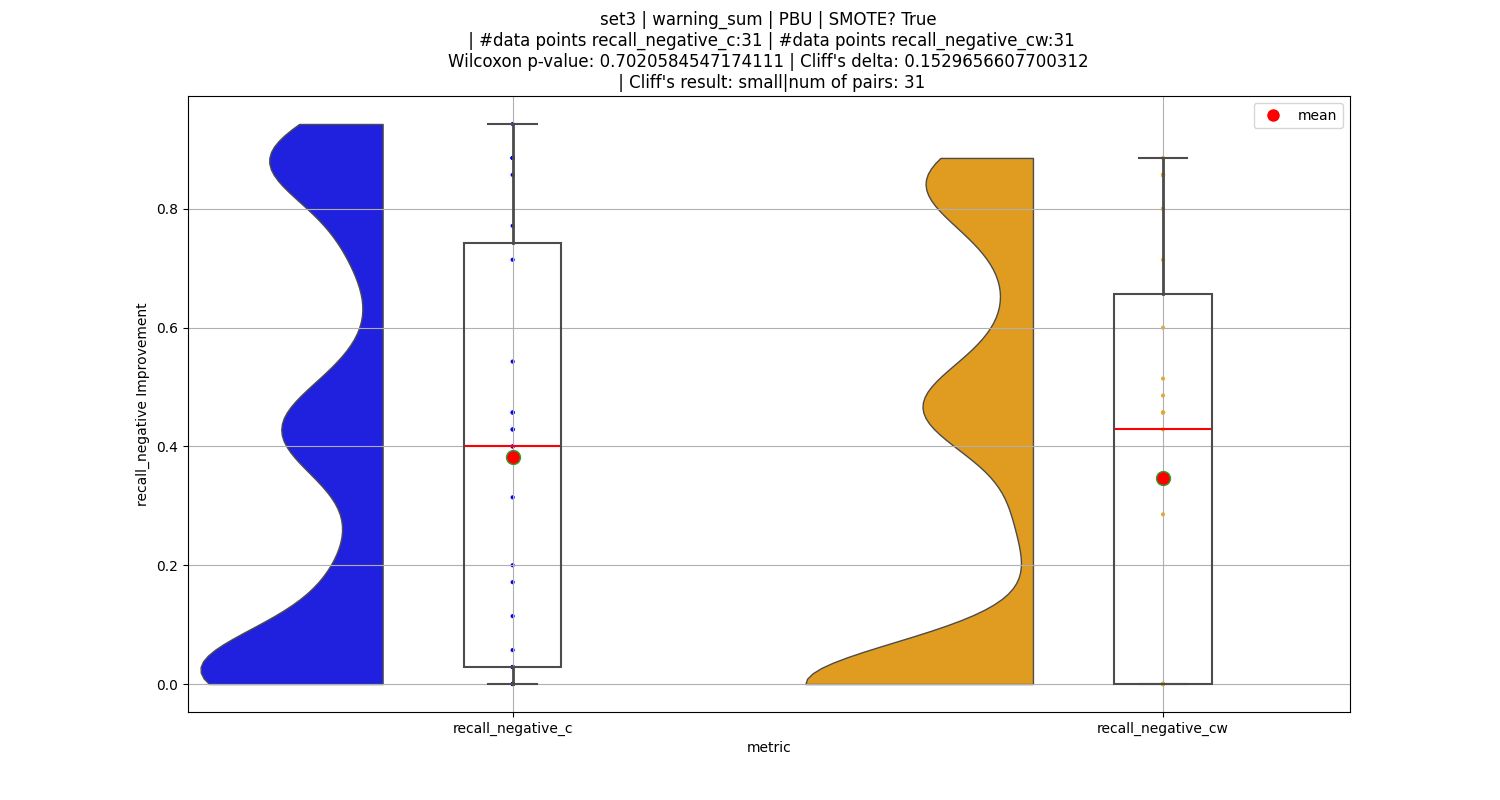 set3 | warning_sum | PBU | SMOTE? True
| #data points recall_negative_c:31 | #data points recall_negative_cw:31
Wilcoxon p-value: 0.7020584547174111 | Cliff's delta: 0.1529656607700312
| Cliff's result: small|num of pairs: 31
mean
0.8
0.6
0.4
0.2
0.0
recall_negative Improvement
recall_negative_c
recall_negative_cw
metric